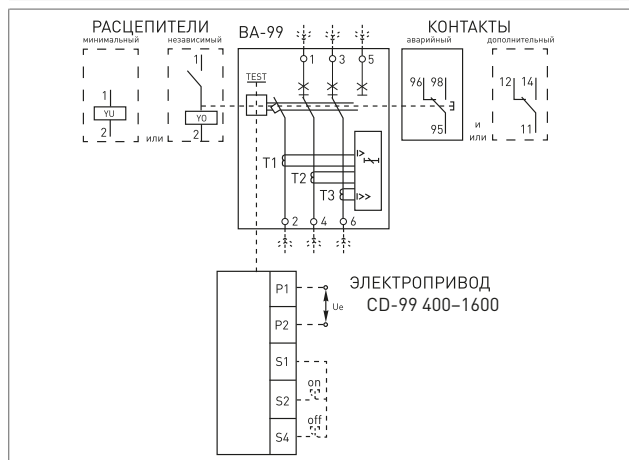 РАСЦЕПИТЕЛИ
минимальный
независимый
ВА-99
КОНТАКТЫ
аварийный
дополнительный
1 3 5
1
1
TEST
96 98
12 14
YU
YO
2
2
или
95
и
или
11
T1
T2
T3
I>
I>>
2 4 6
P1
P2
S1
S2
S4
Ue
on
off
ЭЛЕКТРОПРИВОД
CD-99 400–1600